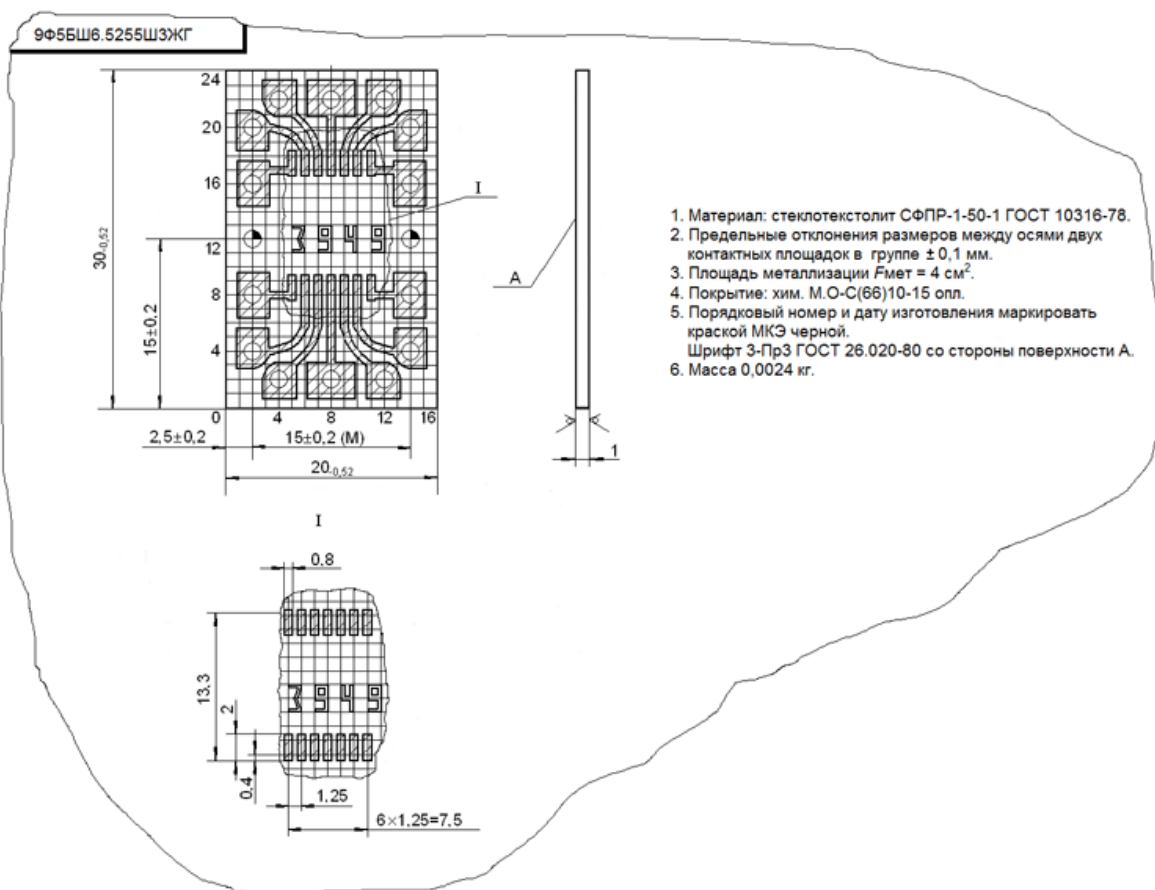 9Ф5БШ6.5255ШЗЖГ
24
20
16
12
8
4
0
4
8
12
16
30-0,52
15±0,2
2,5±0,2
15±0,2 (М)
20-0,52
3949
I
А
1
1. Материал: стеклотекстолит СФПР-1-50-1 ГОСТ 10316-78.
2. Предельные отклонения размеров между осями двух
контактных площадок в группе ± 0,1 мм.
3. Площадь металлизации Fмет = 4 см².
4. Покрытие: хим. М.О-С(66)10-15 опл.
5. Порядковый номер и дату изготовления маркировать
краской МКЭ черной.
Шрифт 3-Пр3 ГОСТ 26.020-80 со стороны поверхности А.
6. Масса 0,0024 кг.
I
0,8
13,3
2
0,4
3949
1,25
6×1,25=7,5